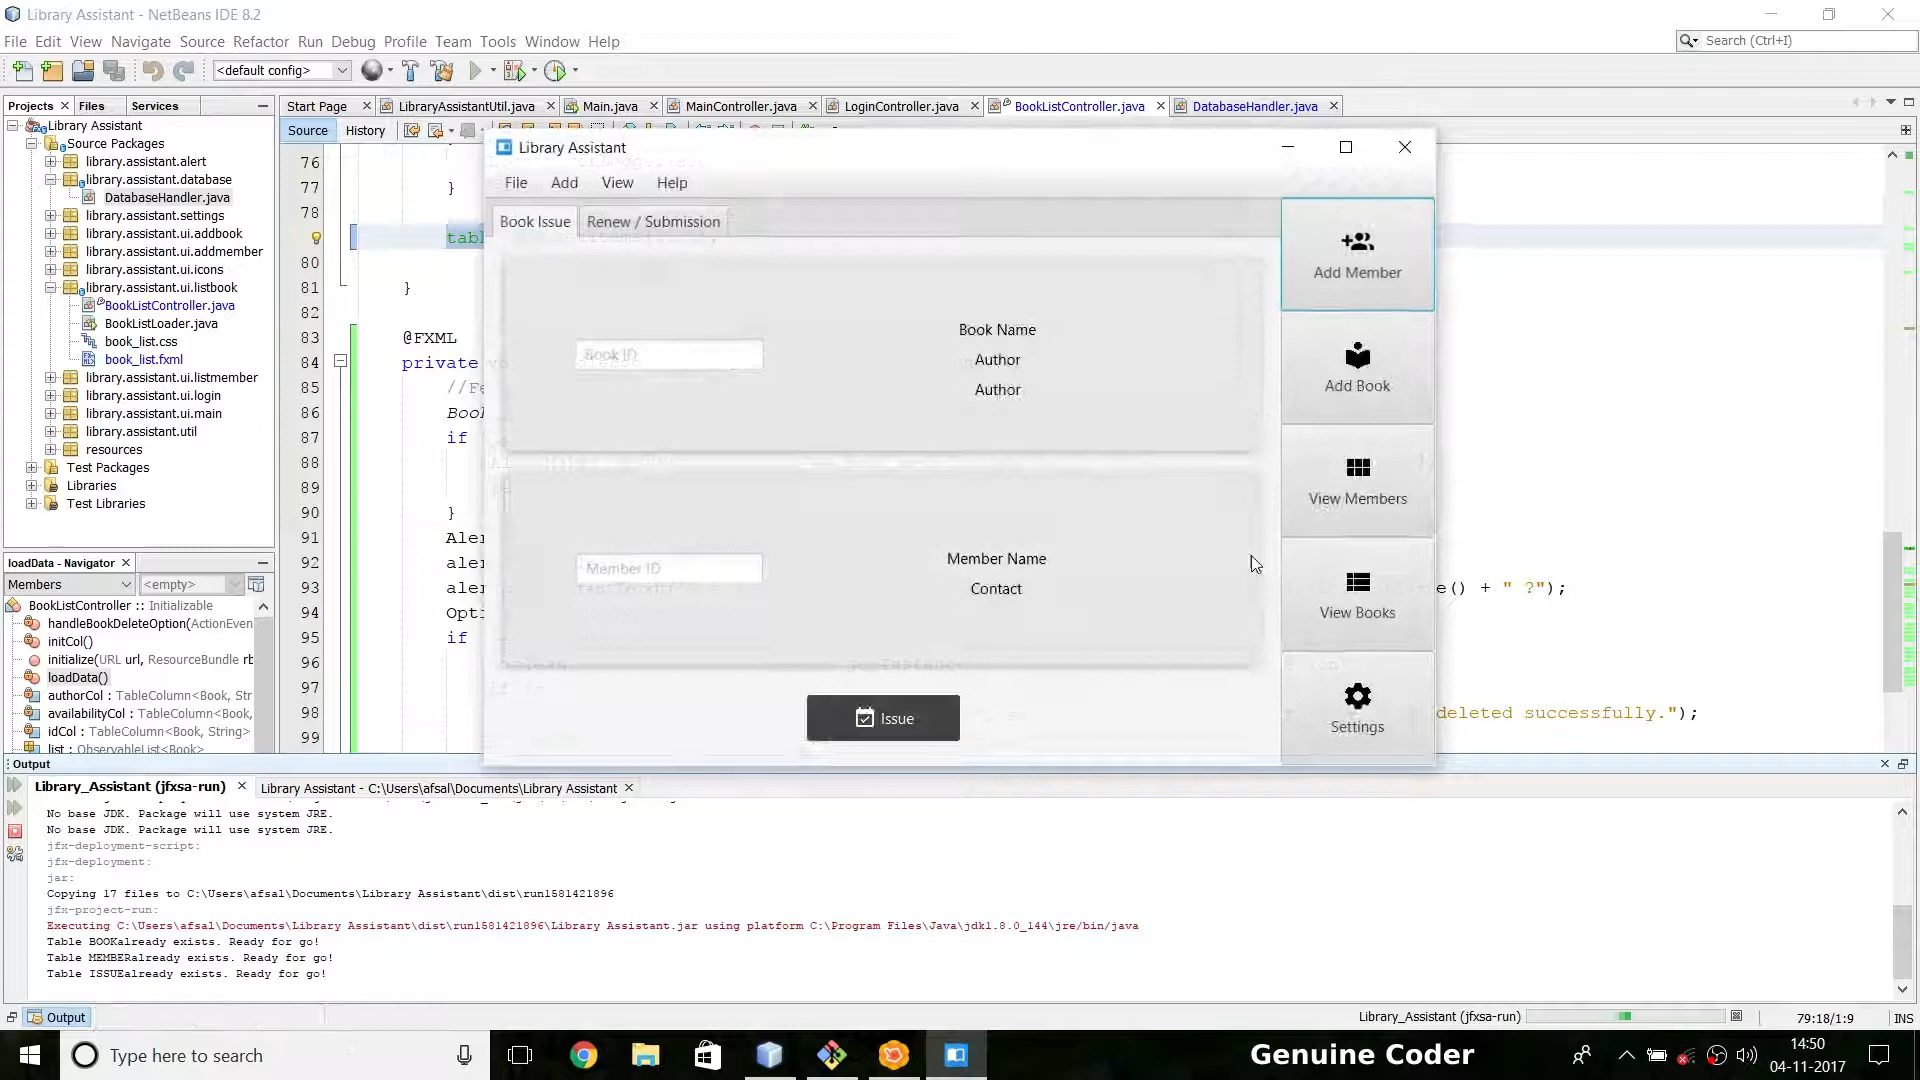 Library Assistant - NetBeans IDE 8.2
File Edit View Navigate Source Refactor Run Debug Profile Team Tools Window Help
Search (Ctrl+I)
<default config>
Projects Files Services
Start Page LibraryAssistantUtil.java Main.java MainController.java LoginController.java BookListController.java DatabaseHandler.java
Source History
Library Assistant
Source Packages
library.assistant.alert
library.assistant.database
DatabaseHandler.java
library.assistant.settings
library.assistant.ui.addbook
library.assistant.ui.addmember
library.assistant.ui.icons
library.assistant.ui.listbook
BookListController.java
BookListLoader.java
book_list.css
book_list.fxml
library.assistant.ui.listmember
library.assistant.ui.login
library.assistant.ui.main
library.assistant.util
resources
Test Packages
Libraries
Test Libraries
loadData - Navigator
Members <empty>
BookListController :: Initializable
handleBookDeleteOption(ActionEven
initCol()
initialize(URL url, ResourceBundle rb
loadData()
authorCol : TableColumn<Book, Str
availabilityCol : TableColumn<Book,
idCol : TableColumn<Book, String>
list : ObservableList<Book>
76
77 }
78
tabl
80
81 }
82
83 @FXML
84 private v
85 //Fe
86 Book
87 if
88
89
90 }
91 Aler
92 aler
93 aler
e() + " ?");
94 Opti
95 if
96
97
98
deleted successfully.");
99
Library Assistant
File Add View Help
Book Issue Renew / Submission
Book ID
Book Name
Author
Author
Member ID
Member Name
Contact
Issue
Add Member
Add Book
View Members
View Books
Settings
Output
Library_Assistant (jfxsa-run) Library Assistant - C:\Users\afsal\Documents\Library Assistant
No base JDK. Package will use system JRE.
No base JDK. Package will use system JRE.
jfx-deployment-script:
jfx-deployment:
jar:
Copying 17 files to C:\Users\afsal\Documents\Library Assistant\dist\run1581421896
jfx-project-run:
Executing C:\Users\afsal\Documents\Library Assistant\dist\run1581421896\Library Assistant.jar using platform C:\Program Files\Java\jdk1.8.0_144\jre/bin/java
Table BOOKalready exists. Ready for go!
Table MEMBERalready exists. Ready for go!
Table ISSUEalready exists. Ready for go!
Output
Library_Assistant (jfxsa-run)
79:18/1:9
INS
Type here to search
Genuine Coder
14:50
04-11-2017